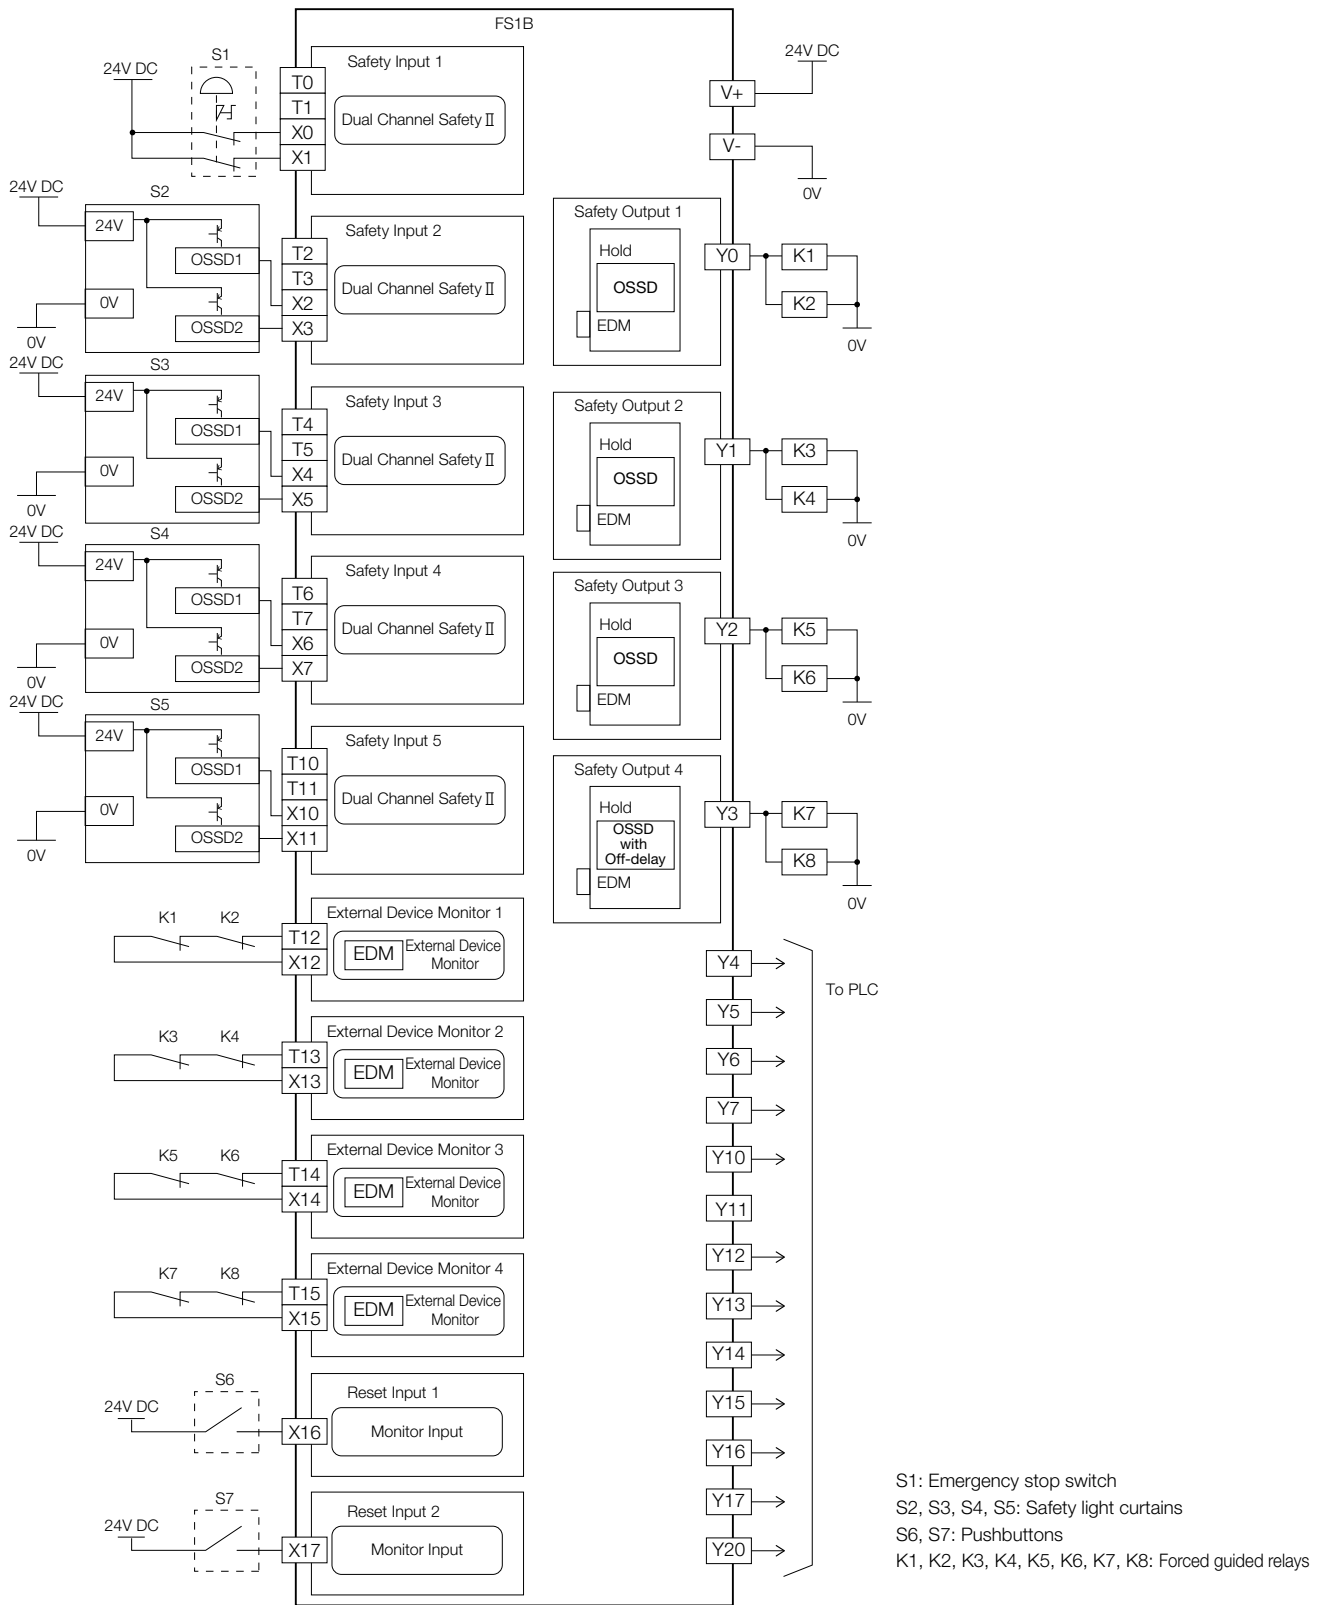 FS1B
24V DC
S1
T0
T1
X0
X1
Safety Input 1
Dual Channel Safety Ⅱ
24V DC
S2
24V
OSSD1
0V
OSSD2
0V
T2
T3
X2
X3
Safety Input 2
Dual Channel Safety Ⅱ
24V DC
S3
24V
OSSD1
0V
OSSD2
0V
T4
T5
X4
X5
Safety Input 3
Dual Channel Safety Ⅱ
24V DC
S4
24V
OSSD1
0V
OSSD2
0V
T6
T7
X6
X7
Safety Input 4
Dual Channel Safety Ⅱ
24V DC
S5
24V
OSSD1
0V
OSSD2
0V
T10
T11
X10
X11
Safety Input 5
Dual Channel Safety Ⅱ
K1
K2
T12
X12
External Device Monitor 1
EDM
External Device
Monitor
K3
K4
T13
X13
External Device Monitor 2
EDM
External Device
Monitor
K5
K6
T14
X14
External Device Monitor 3
EDM
External Device
Monitor
K7
K8
T15
X15
External Device Monitor 4
EDM
External Device
Monitor
24V DC
S6
X16
Reset Input 1
Monitor Input
24V DC
S7
X17
Reset Input 2
Monitor Input
V+
24V DC
V-
0V
Safety Output 1
Hold
OSSD
EDM
Y0
K1
K2
0V
Safety Output 2
Hold
OSSD
EDM
Y1
K3
K4
0V
Safety Output 3
Hold
OSSD
EDM
Y2
K5
K6
0V
Safety Output 4
Hold
OSSD
with
Off-delay
EDM
Y3
K7
K8
0V
Y4
Y5
Y6
Y7
Y10
Y11
Y12
Y13
Y14
Y15
Y16
Y17
Y20
To PLC
S1: Emergency stop switch
S2, S3, S4, S5: Safety light curtains
S6, S7: Pushbuttons
K1, K2, K3, K4, K5, K6, K7, K8: Forced guided relays